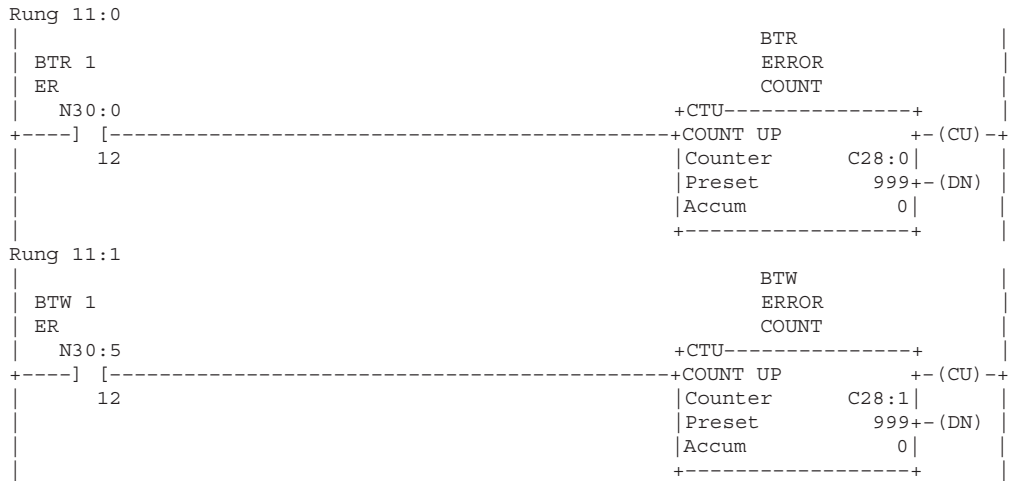 Rung 11:0
|                                                           BTR                |
| BTR 1                                                     ERROR              |
| ER                                                        COUNT              |
|   N30:0                                            +CTU---------------+      |
+----] [---------------------------------------------+COUNT UP          +-(CU)-+
|      12                                            |Counter      C28:0|      |
|                                                    |Preset         999+-(DN) |
|                                                    |Accum            0|      |
|                                                    +------------------+      |
Rung 11:1
|                                                           BTW                |
| BTW 1                                                     ERROR              |
| ER                                                        COUNT              |
|   N30:5                                            +CTU---------------+      |
+----] [---------------------------------------------+COUNT UP          +-(CU)-+
|      12                                            |Counter      C28:1|      |
|                                                    |Preset         999+-(DN) |
|                                                    |Accum            0|      |
|                                                    +------------------+      |